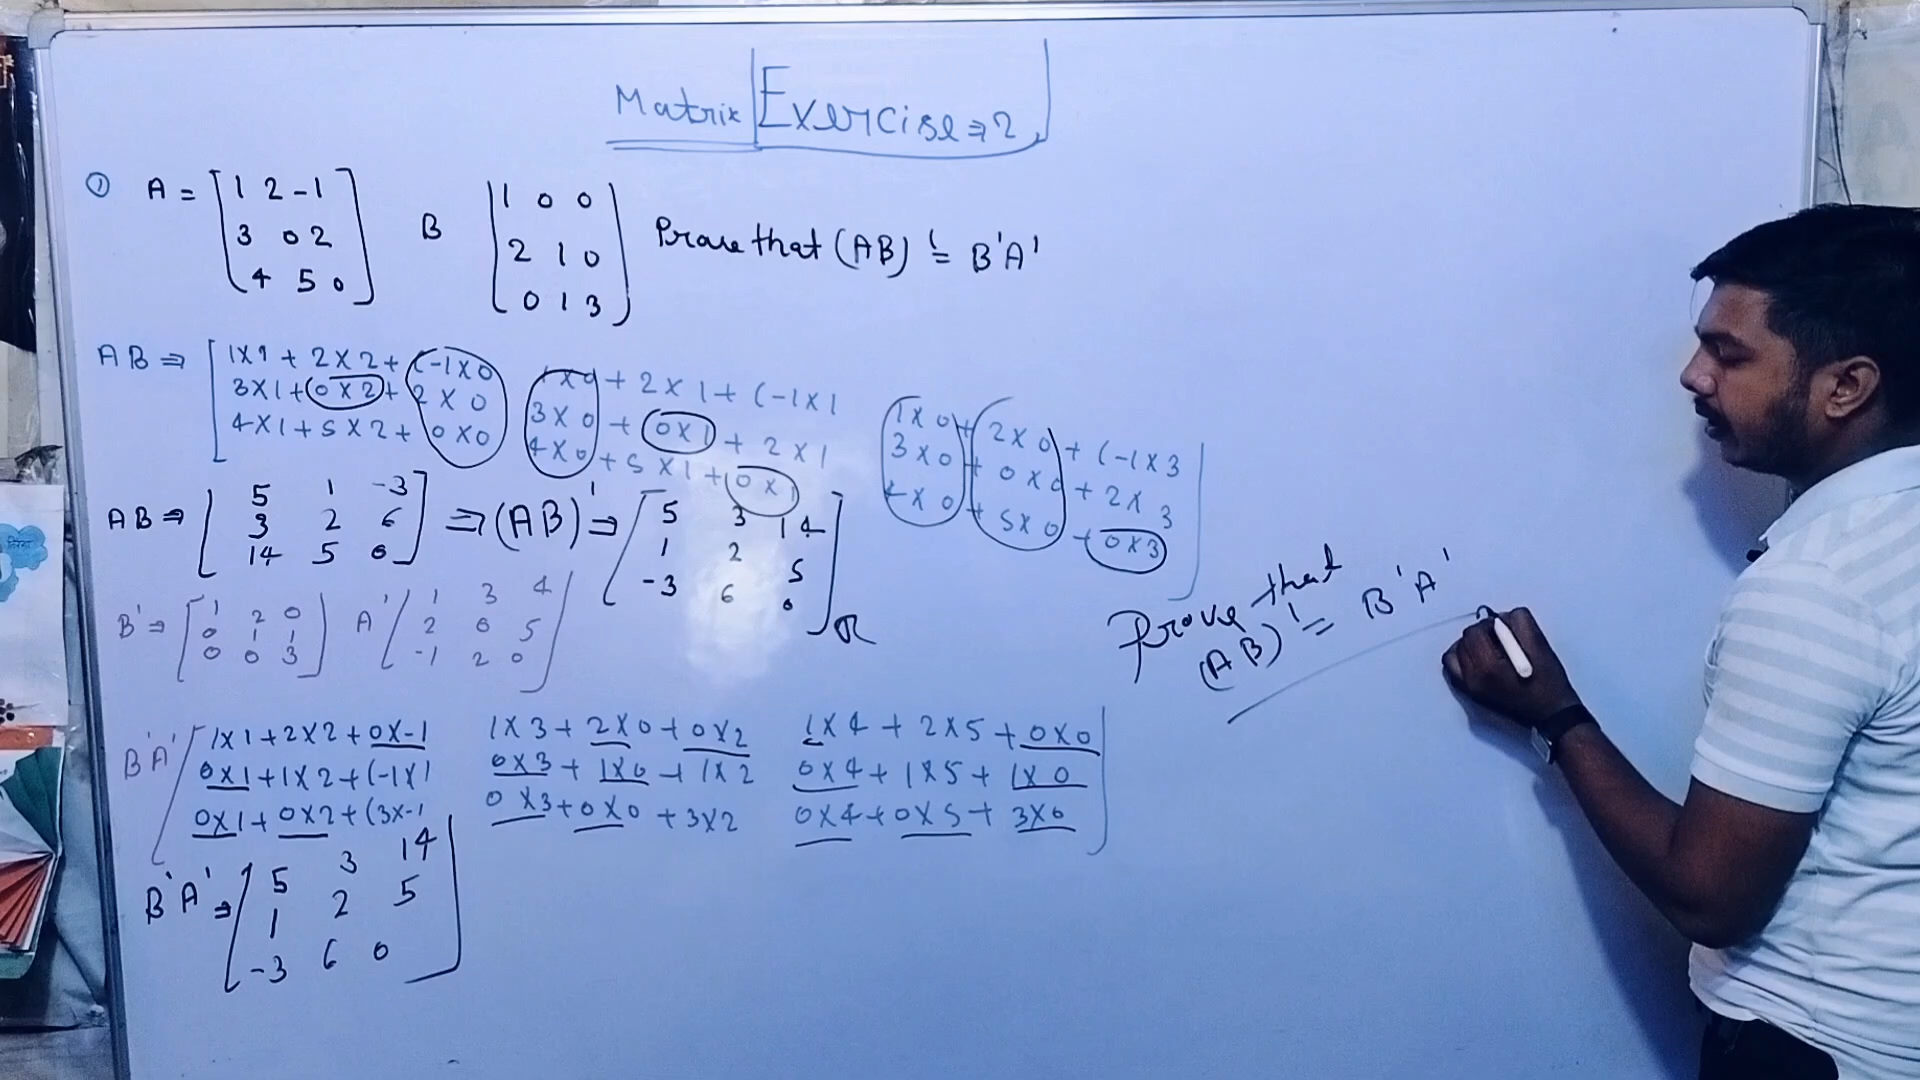 Matrix Exercise ⇒ 2
① A = [1 2 -1 B [1 0 0
3 0 2 2 1 0 Prove that (AB)' = B'A'
4 5 0] 0 1 3]
AB ⇒ [1×1 + 2×2 + (-1×0 1×0 + 2×1 + (-1×1 1×0 + 2×0 + (-1×3
3×1 + 0×2 + 2×0 3×0 + 0×1 + 2×1 3×0 + 0×0 + 2×3
4×1 + 5×2 + 0×0 4×0 + 5×1 + 0×1 4×0 + 5×0 + 0×3]
AB ⇒ [5 1 -3 ⇒ (AB)' ⇒ [5 3 14
3 2 6 1 2 5
14 5 0] -3 6 0]
B' ⇒ [1 2 0 A' [1 3 4
0 1 1 2 0 5
0 0 3] -1 2 0]
Prove that
(AB)' = B'A'
B'A' [1×1 + 2×2 + 0×-1 1×3 + 2×0 + 0×2 1×4 + 2×5 + 0×0
0×1 + 1×2 + (-1×1 0×3 + 1×0 + 1×2 0×4 + 1×5 + 1×0
0×1 + 0×2 + (3×-1 0×3 + 0×0 + 3×2 0×4 + 0×5 + 3×0]
B'A' ⇒ [5 3 14
1 2 5
-3 6 0]